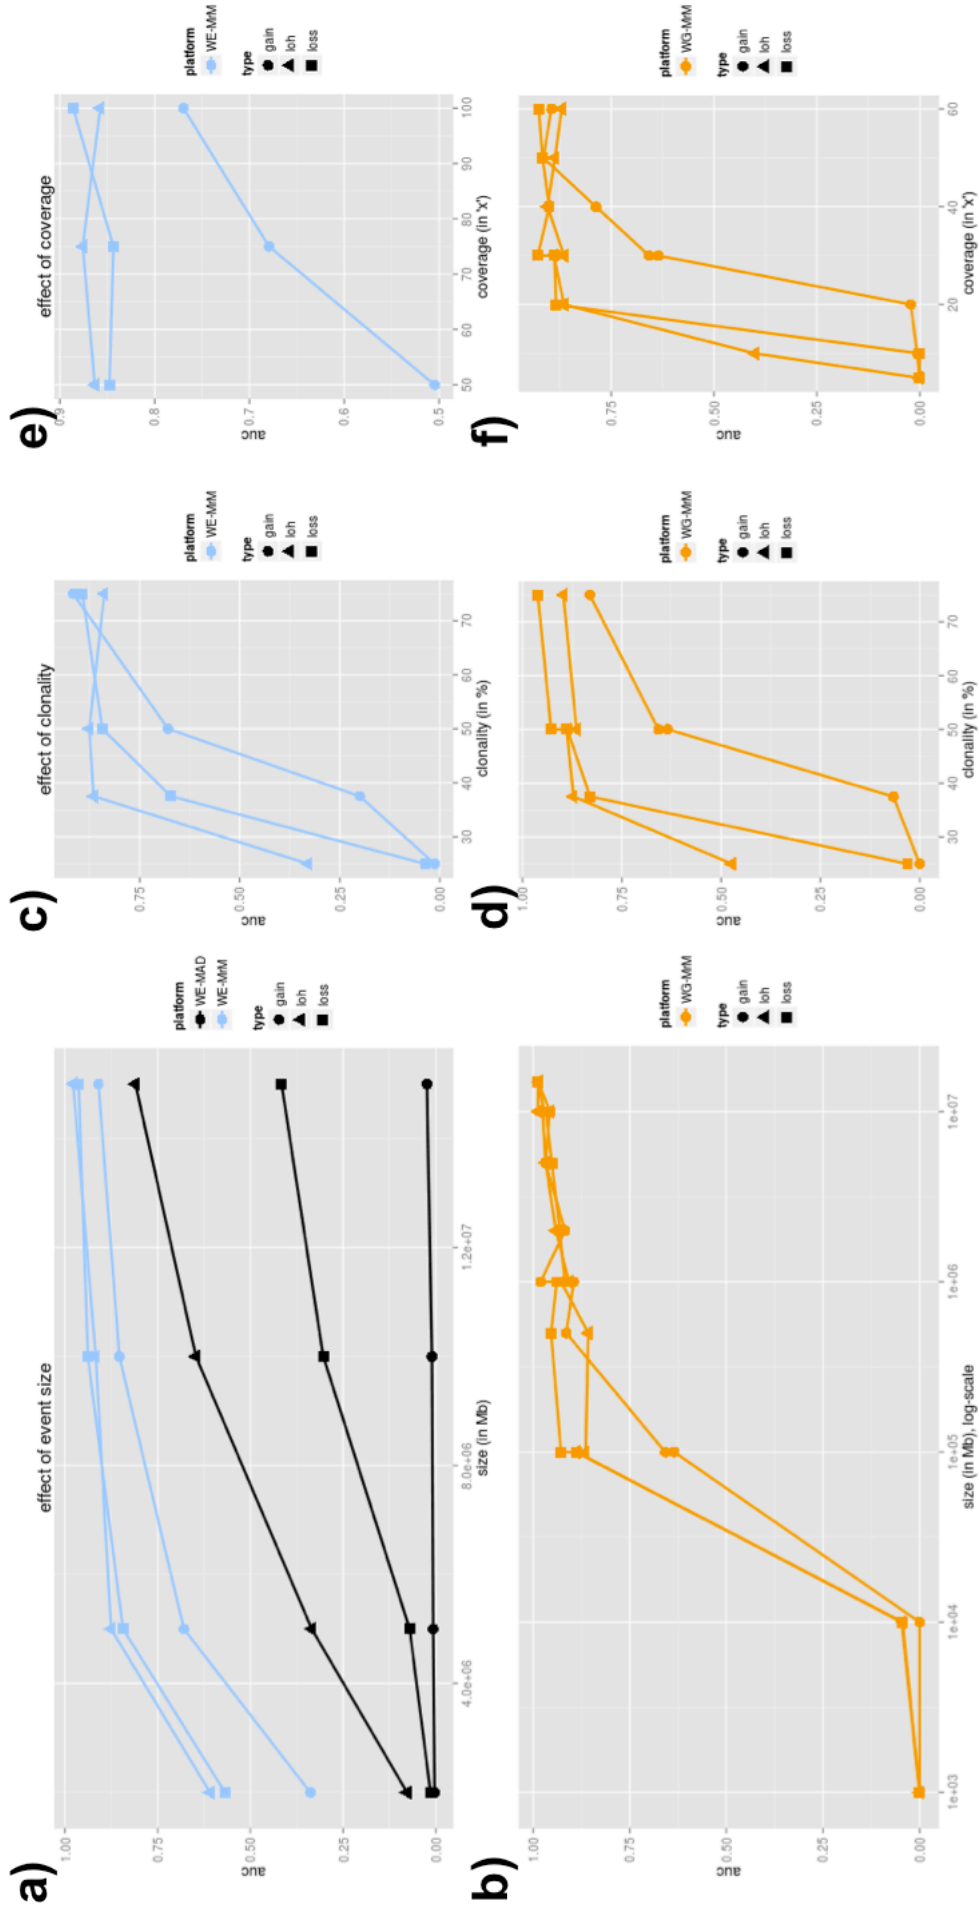 a)
effect of event size
auc
1.00
0.75
0.50
0.25
0.00
4.0e+06
8.0e+06
1.2e+07
size (in Mb)
platform
WE-MAD
WE-MrM
type
gain
loh
loss
c)
effect of clonality
auc
0.75
0.50
0.25
0.00
30
40
50
60
70
clonality (in %)
platform
WE-MrM
type
gain
loh
loss
e)
effect of coverage
auc
0.9
0.8
0.7
0.6
0.5
50
60
70
80
90
100
coverage (in 'x')
platform
WE-MrM
type
gain
loh
loss
b)
auc
1.00
0.75
0.50
0.25
0.00
1e+03
1e+04
1e+05
1e+06
1e+07
size (in Mb), log-scale
platform
WG-MrM
type
gain
loh
loss
d)
auc
1.00
0.75
0.50
0.25
0.00
30
40
50
60
70
clonality (in %)
platform
WG-MrM
type
gain
loh
loss
f)
auc
0.75
0.50
0.25
0.00
20
40
60
coverage (in 'x')
platform
WG-MrM
type
gain
loh
loss